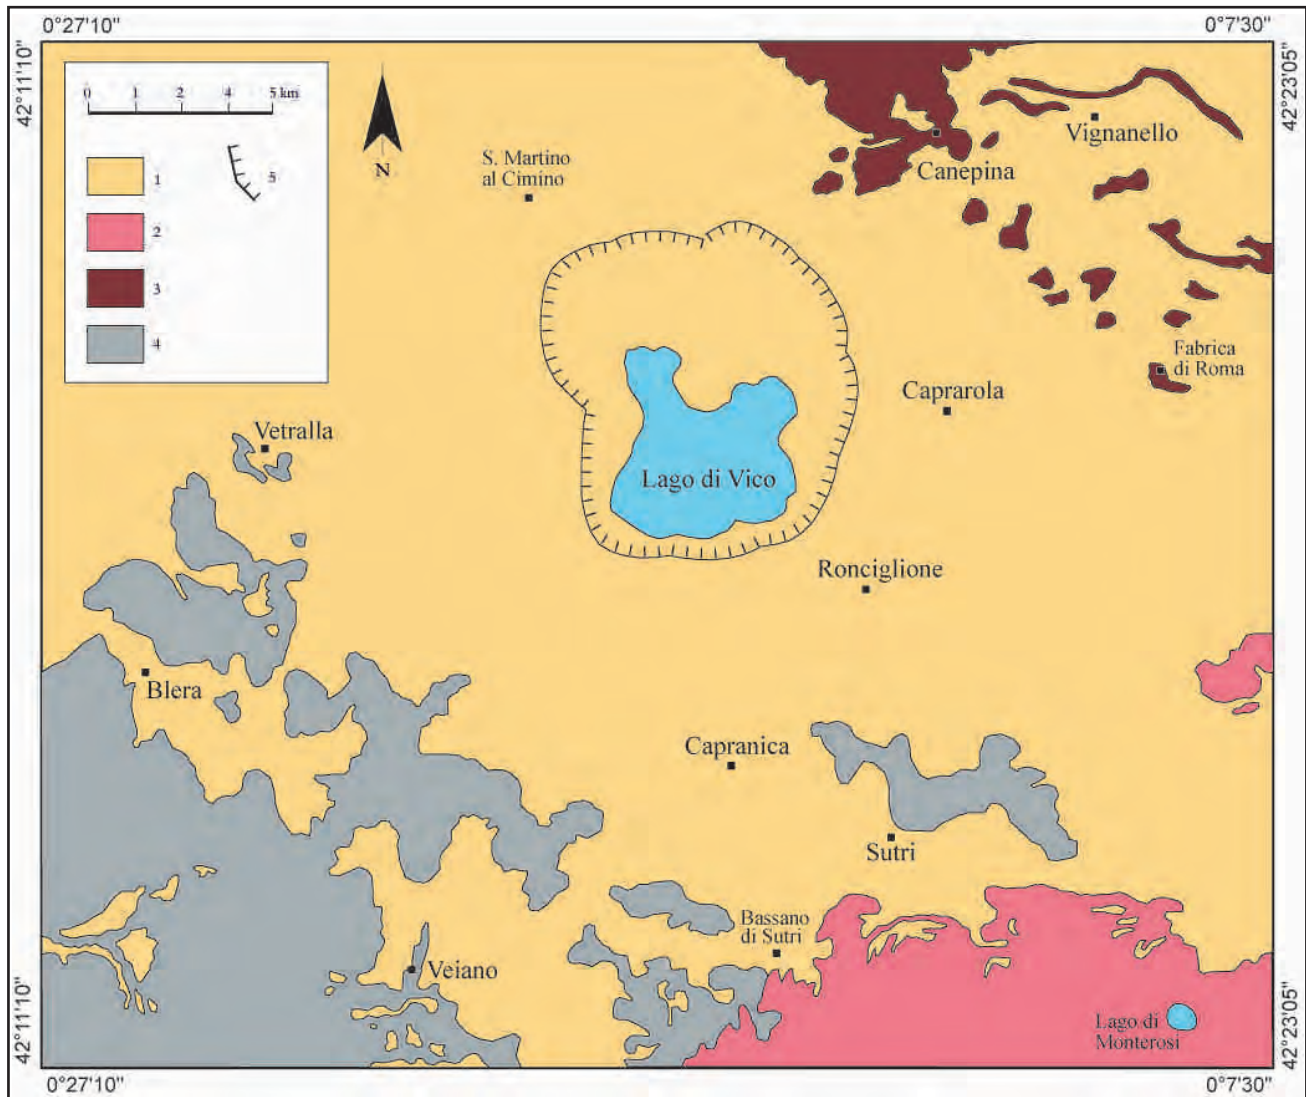 0°27'10"
0°7'30"
42°11'10"
42°23'05"
0 1 2 4 5 km
1
2
3
4
5
N
S. Martino
al Cimino
Canepina
Vignanello
Fabrica
di Roma
Caprarola
Vetralla
Lago di Vico
Ronciglione
Blera
Capranica
Sutri
Bassano
di Sutri
Veiano
Lago di
Monterosi
42°11'10"
42°23'05"
0°27'10"
0°7'30"